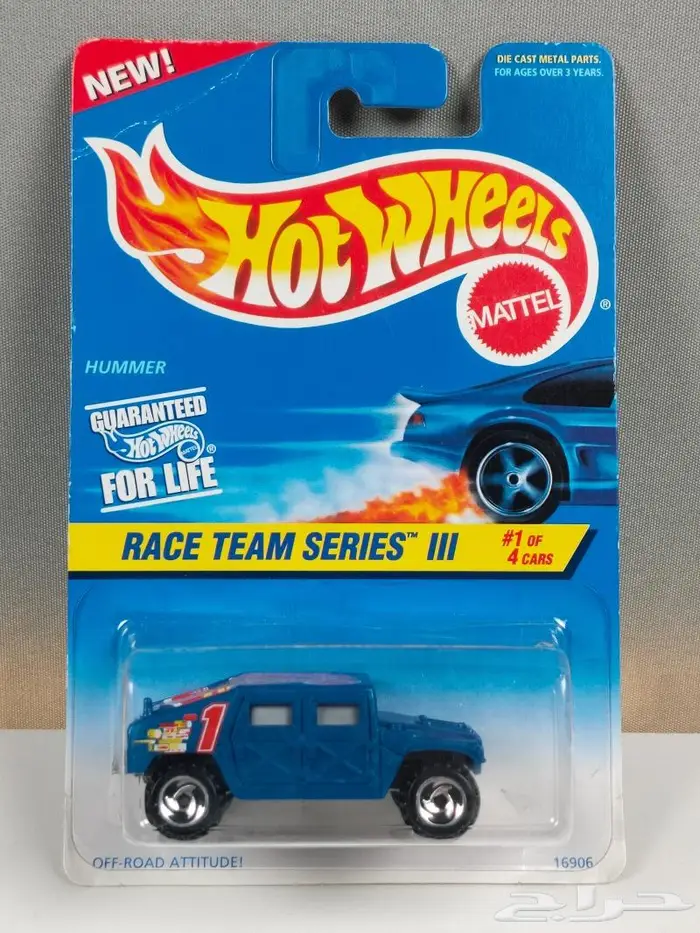 NEW!
DIE CAST METAL PARTS.
FOR AGES OVER 3 YEARS.
Hot Wheels
MATTEL
®
HUMMER
GUARANTEED
Hot Wheels
MATTEL
®
FOR LIFE
RACE TEAM SERIES™ III
#1 OF
4 CARS
1
OFF-ROAD ATTITUDE!
16906
حراج